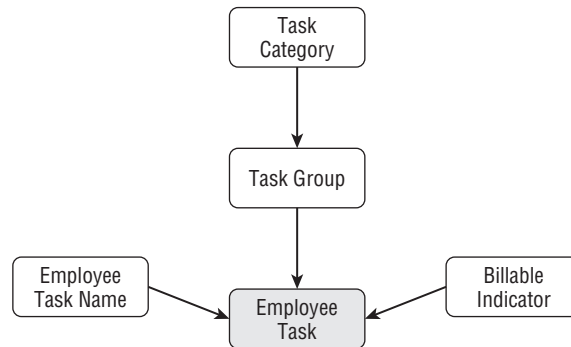 Task
Category
Task Group
Employee
Task Name
Employee
Task
Billable
Indicator